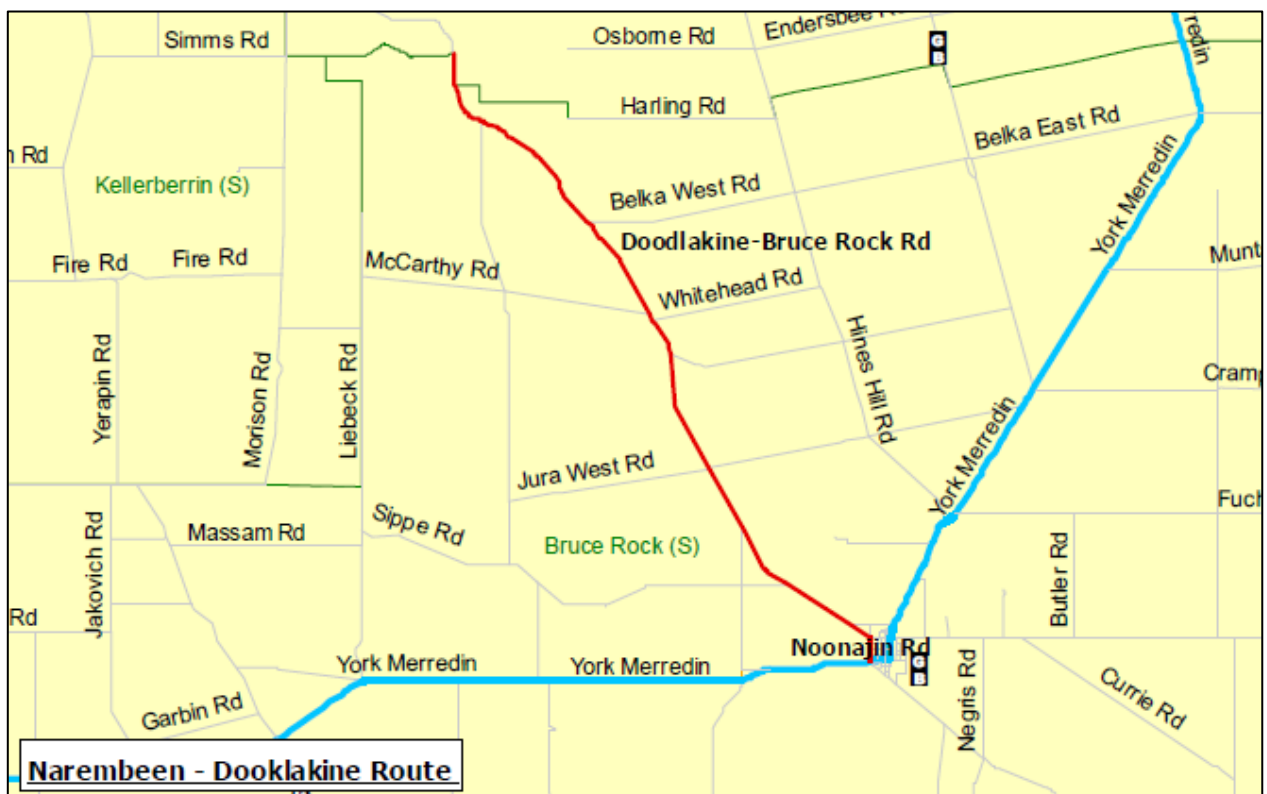 Simms Rd
Osborne Rd
Endersbee Rd
redin
G
B
Harling Rd
Belka East Rd
n Rd
Kellerberrin (S)
Belka West Rd
York Merredin
Doodlakine-Bruce Rock Rd
Fire Rd
Fire Rd
McCarthy Rd
Munt
Whitehead Rd
Hines Hill Rd
Yerapin Rd
Morison Rd
Liebeck Rd
Cramp
York Merredin
Jura West Rd
Fuch
Sippe Rd
Massam Rd
Bruce Rock (S)
Jakovich Rd
Butler Rd
Rd
Noonajin Rd
York Merredin
York Merredin
G
B
Negris Rd
Currie Rd
Garbin Rd
Narembeen - Dooklakine Route